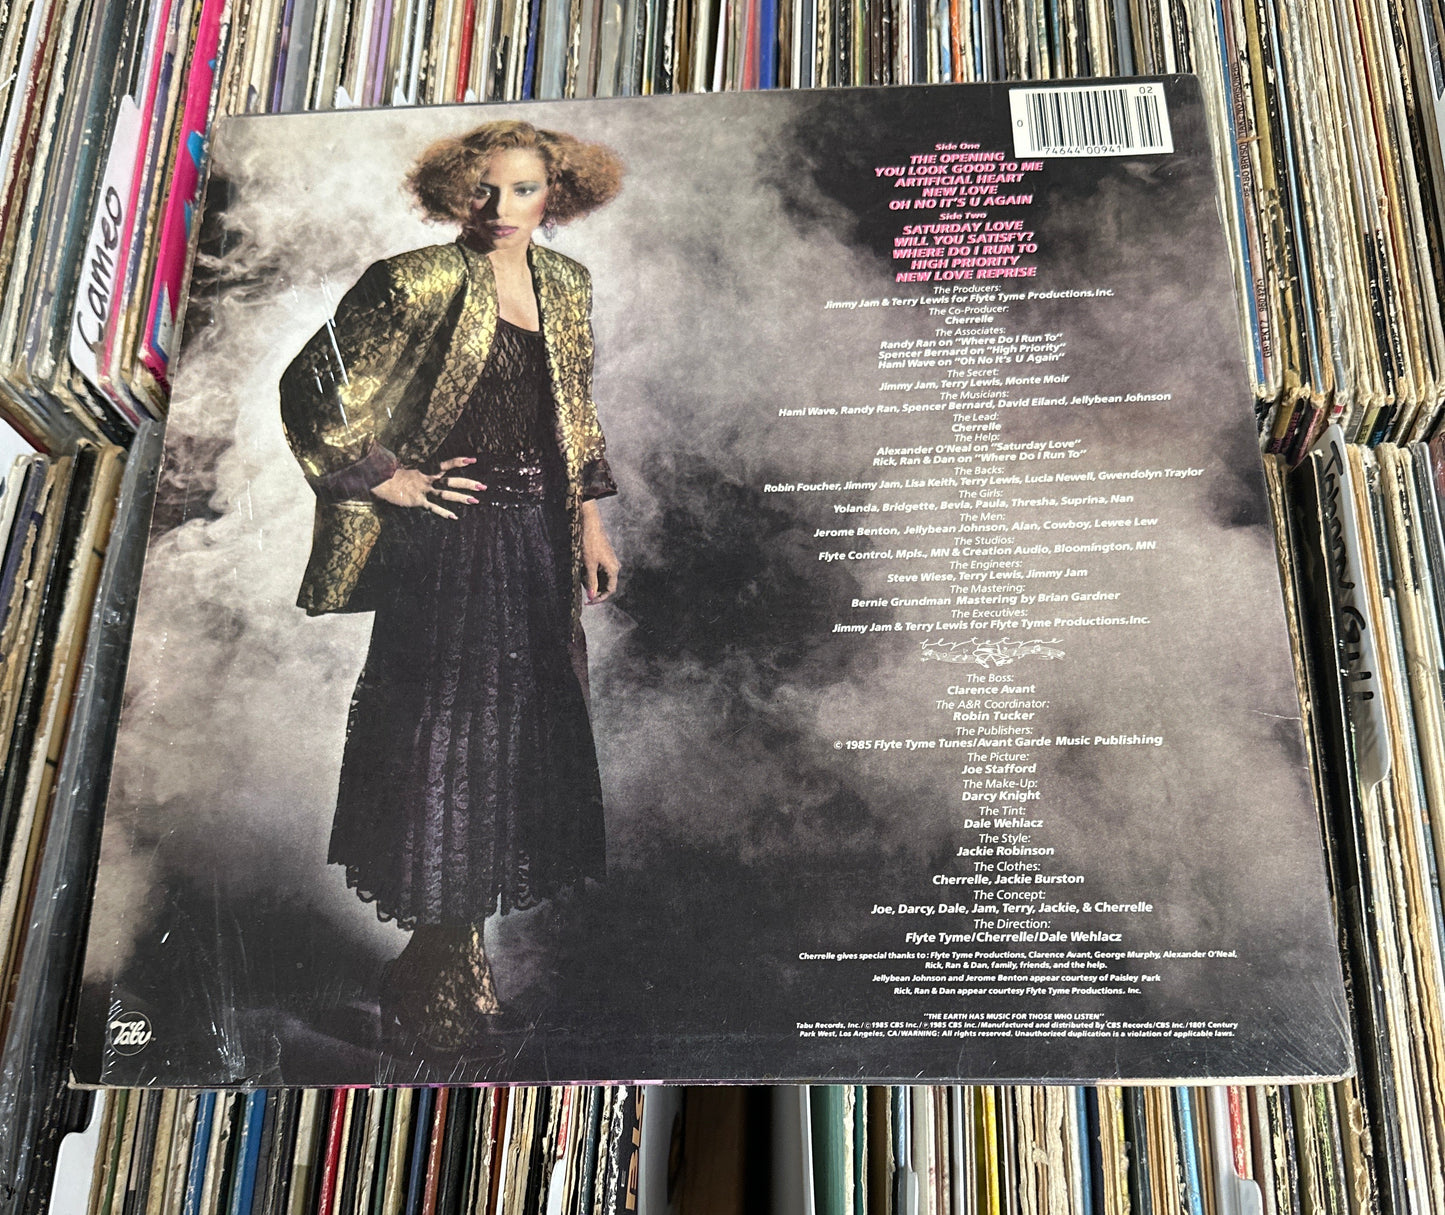 Cameo
02
0 74644 00941
Side One
THE OPENING
YOU LOOK GOOD TO ME
ARTIFICIAL HEART
NEW LOVE
OH NO IT'S U AGAIN
Side Two
SATURDAY LOVE
WILL YOU SATISFY?
WHERE DO I RUN TO
HIGH PRIORITY
NEW LOVE REPRISE
The Producers:
Jimmy Jam & Terry Lewis for Flyte Tyme Productions, Inc.
The Co-Producer:
Cherrelle
The Associates:
Randy Ran on "Where Do I Run To"
Spencer Bernard on "High Priority"
Hami Wave on "Oh No It's U Again"
The Secret:
Jimmy Jam, Terry Lewis, Monte Moir
The Musicians:
Hami Wave, Randy Ran, Spencer Bernard, David Eiland, Jellybean Johnson
The Lead:
Cherrelle
The Help:
Alexander O'Neal on "Saturday Love"
Rick, Ran & Dan on "Where Do I Run To"
The Backs:
Robin Foucher, Jimmy Jam, Lisa Keith, Terry Lewis, Lucia Newell, Gwendolyn Traylor
The Girls:
Yolanda, Bridgette, Bevla, Paula, Thresha, Suprina, Nan
The Men:
Jerome Benton, Jellybean Johnson, Alan, Cowboy, Lewee Lew
The Studios:
Flyte Control, Mpls., MN & Creation Audio, Bloomington, MN
The Engineers:
Steve Wiese, Terry Lewis, Jimmy Jam
The Mastering:
Bernie Grundman Mastering by Brian Gardner
The Executives:
Jimmy Jam & Terry Lewis for Flyte Tyme Productions, Inc.
flyte tyme
The Boss:
Clarence Avant
The A&R Coordinator:
Robin Tucker
The Publishers:
© 1985 Flyte Tyme Tunes/Avant Garde Music Publishing
The Picture:
Joe Stafford
The Make-Up:
Darcy Knight
The Tint:
Dale Wehlacz
The Style:
Jackie Robinson
The Clothes:
Cherrelle, Jackie Burston
The Concept:
Joe, Darcy, Dale, Jam, Terry, Jackie, & Cherrelle
The Direction:
Flyte Tyme/Cherrelle/Dale Wehlacz
Cherrelle gives special thanks to: Flyte Tyme Productions, Clarence Avant, George Murphy, Alexander O'Neal,
Rick, Ran & Dan, family, friends, and the help.
Jellybean Johnson and Jerome Benton appear courtesy of Paisley Park
Rick, Ran & Dan appear courtesy Flyte Tyme Productions, Inc.
"THE EARTH HAS MUSIC FOR THOSE WHO LISTEN"
Tabu Records, Inc./© 1985 CBS Inc./℗ 1985 CBS Inc./Manufactured and distributed by CBS Records/CBS Inc./1801 Century
Park West, Los Angeles, CA/WARNING: All rights reserved. Unauthorized duplication is a violation of applicable laws.
Tabu
Johnny Gill